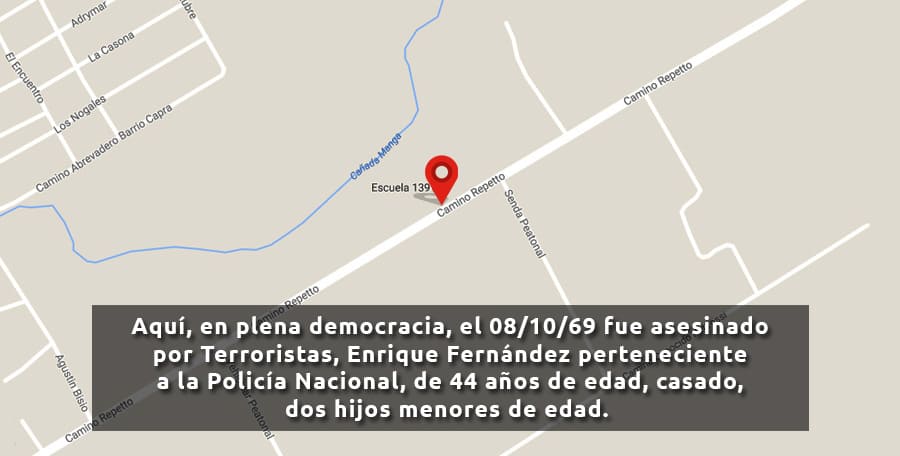 Adrymar
La Casona
El Encuentro
Los Nogales
Camino Abrevadero Barrio Capra
Cañada Manga
Camino Repetto
Escuela 139
Camino Repetto
Senda Peatonal
Camino Repetto
Agustín Bisio
Camino Repetto
Peatonal
Aquí, en plena democracia, el 08/10/69 fue asesinado
por Terroristas, Enrique Fernández perteneciente
a la Policía Nacional, de 44 años de edad, casado,
dos hijos menores de edad.